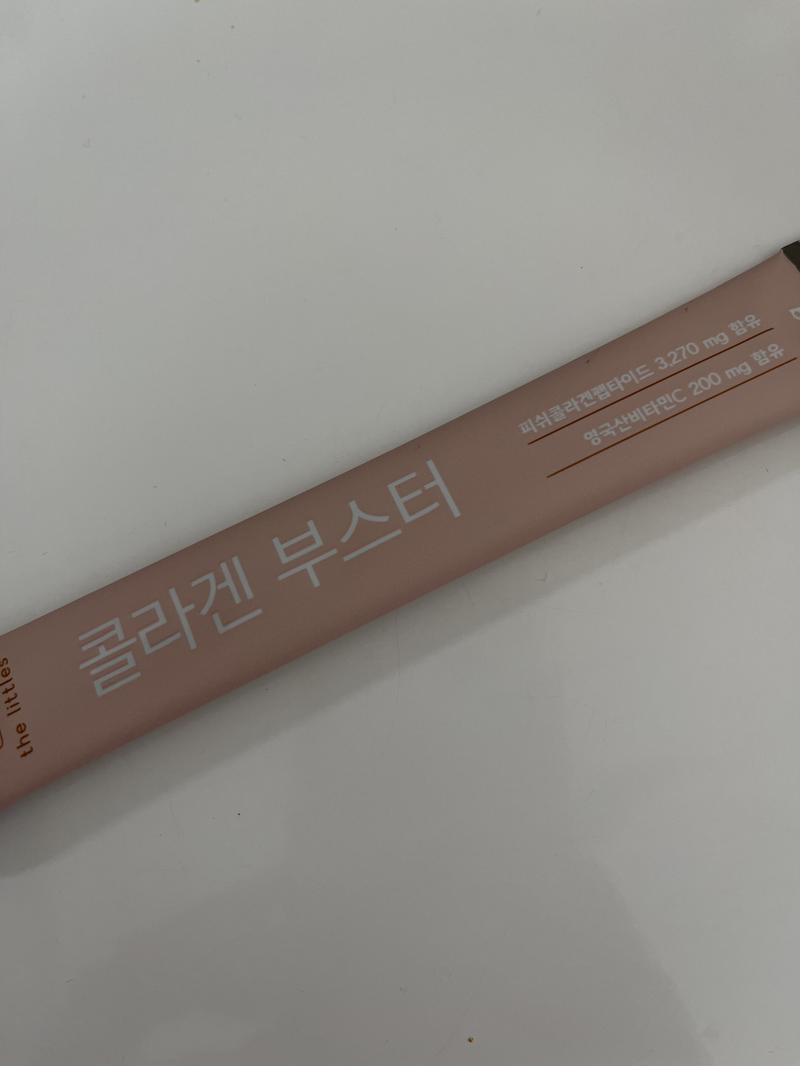 the littles
콜라겐 부스터
피쉬콜라겐펩타이드 3,270 mg 함유
영국산비타민C 200 mg 함유